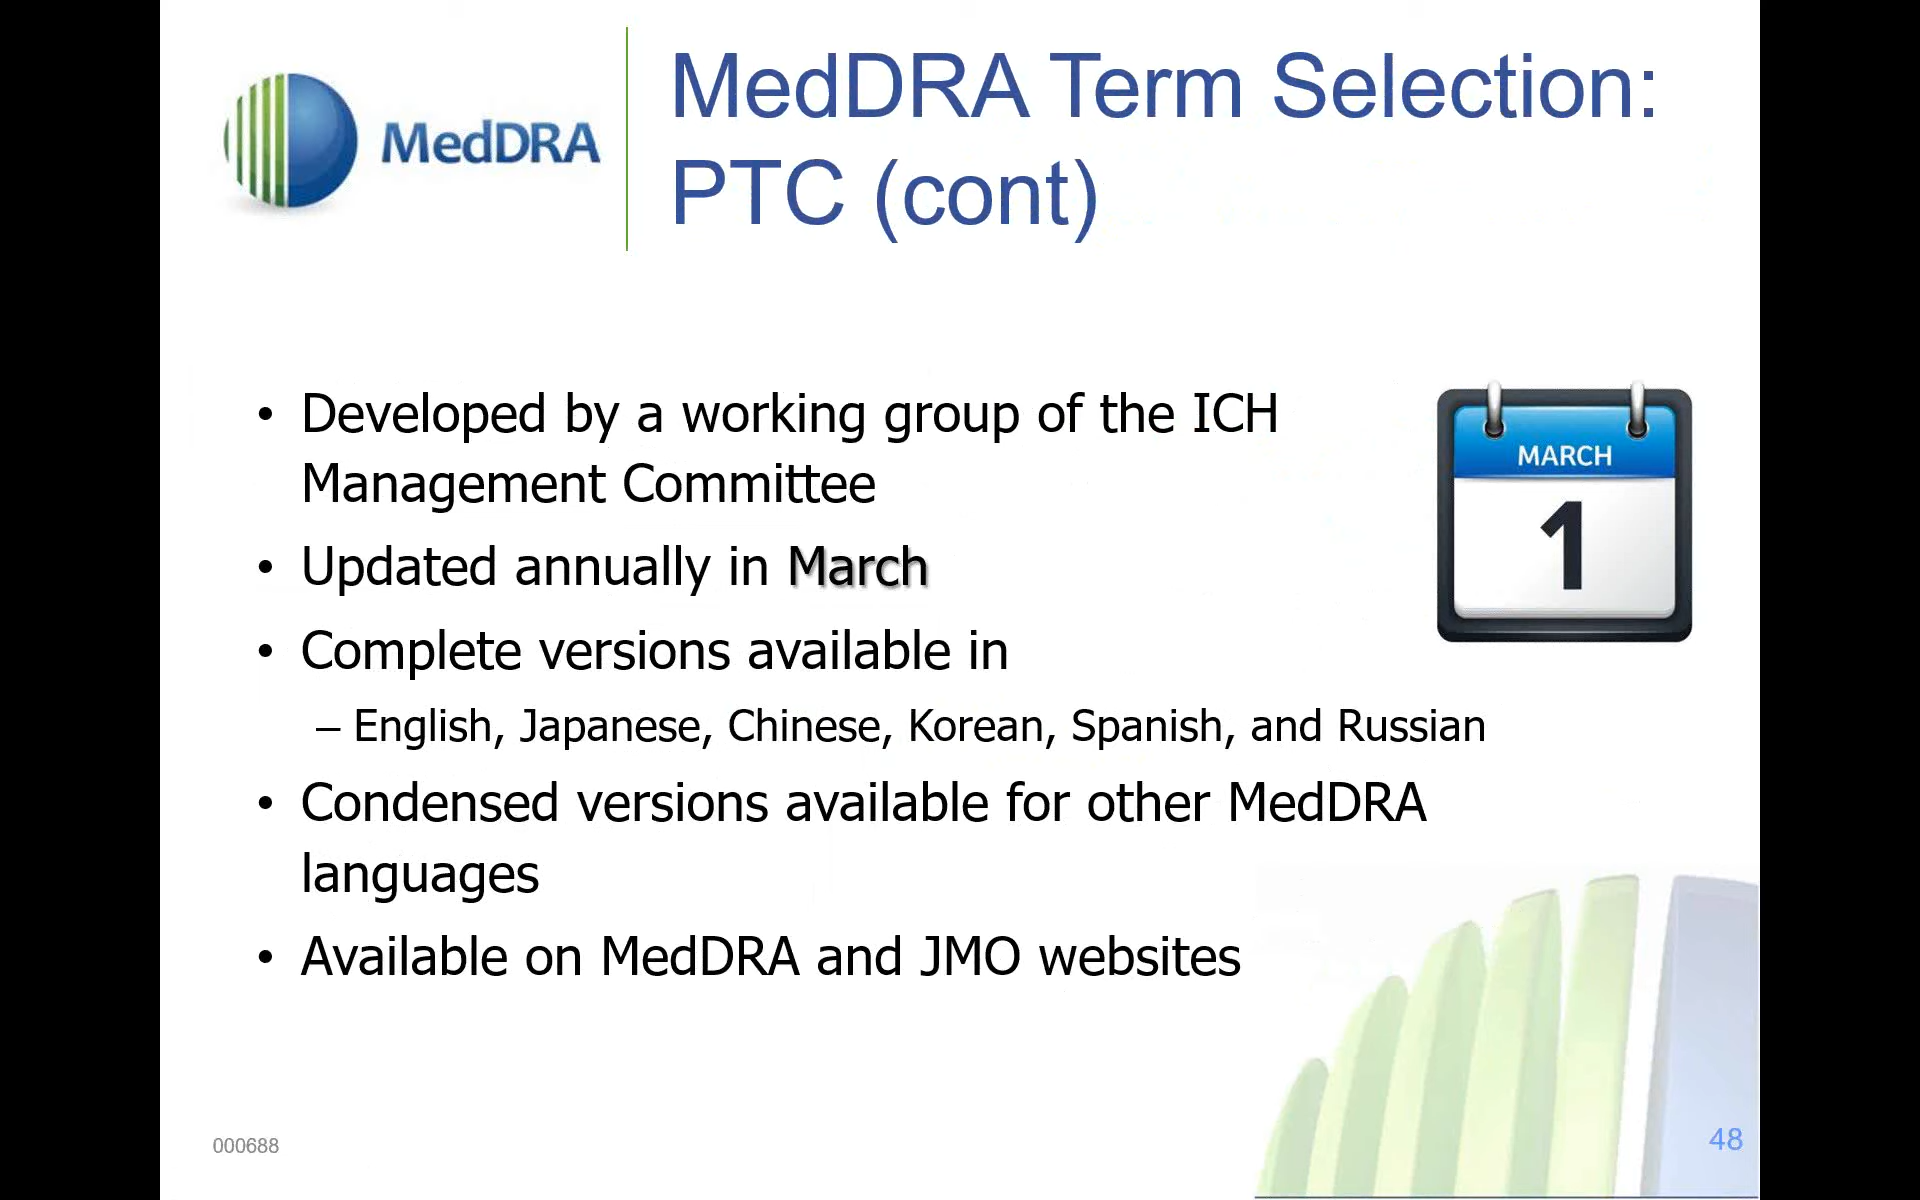 MedDRA
MedDRA Term Selection:
PTC (cont)
• Developed by a working group of the ICH
Management Committee
MARCH
1
• Updated annually in March
• Complete versions available in
– English, Japanese, Chinese, Korean, Spanish, and Russian
• Condensed versions available for other MedDRA
languages
• Available on MedDRA and JMO websites
000688
48